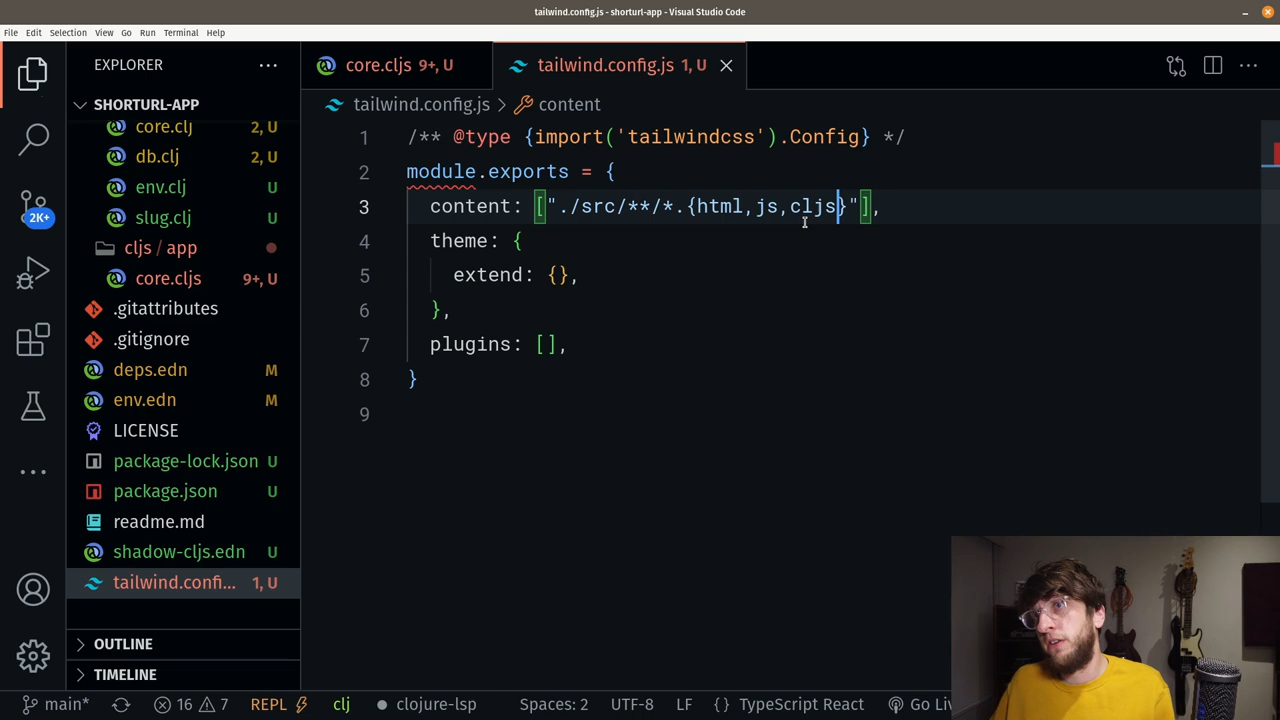 tailwind.config.js - shorturl-app - Visual Studio Code
File Edit Selection View Go Run Terminal Help
EXPLORER
SHORTURL-APP
core.clj 2, U
db.clj 2, U
env.clj U
slug.clj U
cljs / app
core.cljs 9+, U
.gitattributes
.gitignore
deps.edn M
env.edn M
LICENSE
package-lock.json U
package.json U
readme.md
shadow-cljs.edn U
tailwind.confi... 1, U
OUTLINE
TIMELINE
2K+
core.cljs 9+, U
tailwind.config.js 1, U
tailwind.config.js > content
1 /** @type {import('tailwindcss').Config} */
2 module.exports = {
3 content: ["./src/**/*.{html,js,cljs}"],
4 theme: {
5 extend: {},
6 },
7 plugins: [],
8 }
9
main* 16 7 REPL clj clojure-lsp Spaces: 2 UTF-8 LF {} TypeScript React Go Liv